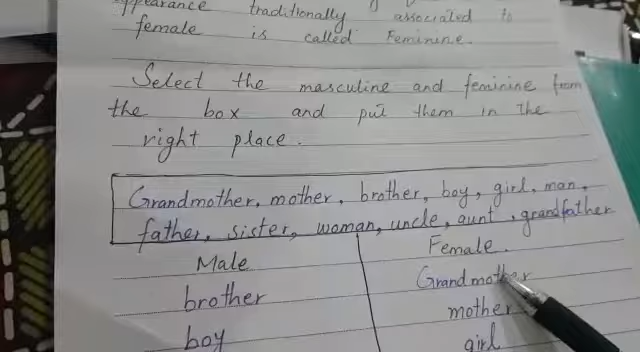 appearance traditionally associated to
female is called Feminine.
Select the masculine and feminine from
the box and put them in the
right place.
Grandmother, mother, brother, boy, girl, man,
father, sister, woman, uncle, aunt, grandfather
Male Female.
brother Grandmother
boy mother
girl